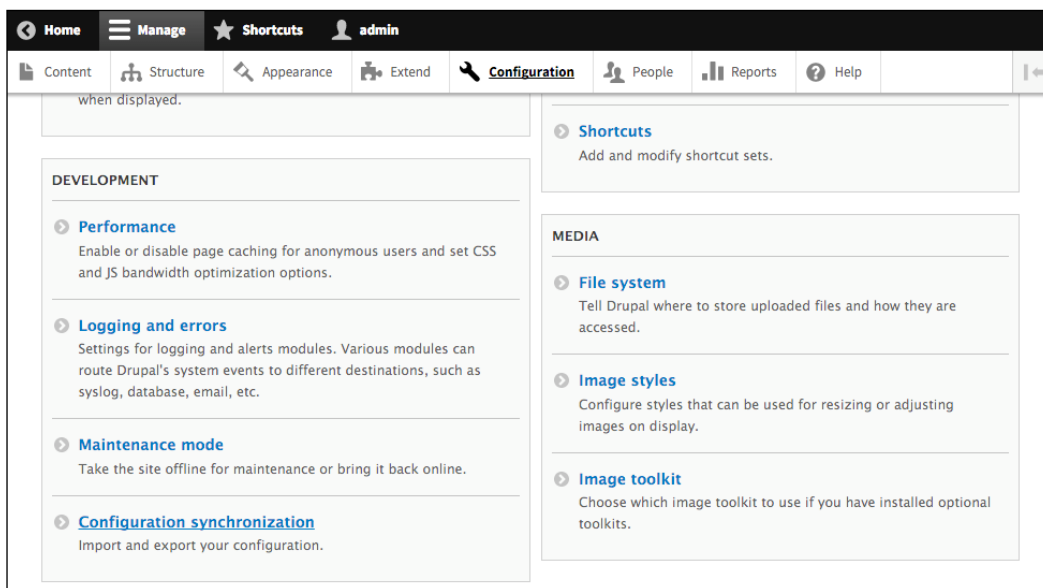 Home Manage Shortcuts admin
Content Structure Appearance Extend Configuration People Reports Help
when displayed.
DEVELOPMENT
Performance
Enable or disable page caching for anonymous users and set CSS
and JS bandwidth optimization options.
Logging and errors
Settings for logging and alerts modules. Various modules can
route Drupal's system events to different destinations, such as
syslog, database, email, etc.
Maintenance mode
Take the site offline for maintenance or bring it back online.
Configuration synchronization
Import and export your configuration.
Shortcuts
Add and modify shortcut sets.
MEDIA
File system
Tell Drupal where to store uploaded files and how they are
accessed.
Image styles
Configure styles that can be used for resizing or adjusting
images on display.
Image toolkit
Choose which image toolkit to use if you have installed optional
toolkits.